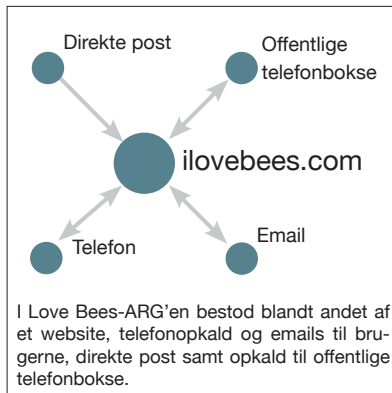 Direkte post
Offentlige
telefonbokse
ilovebees.com
Telefon
Email
I Love Bees-ARG'en bestod blandt andet af
et website, telefonopkald og emails til bru-
gerne, direkte post samt opkald til offentlige
telefonbokse.